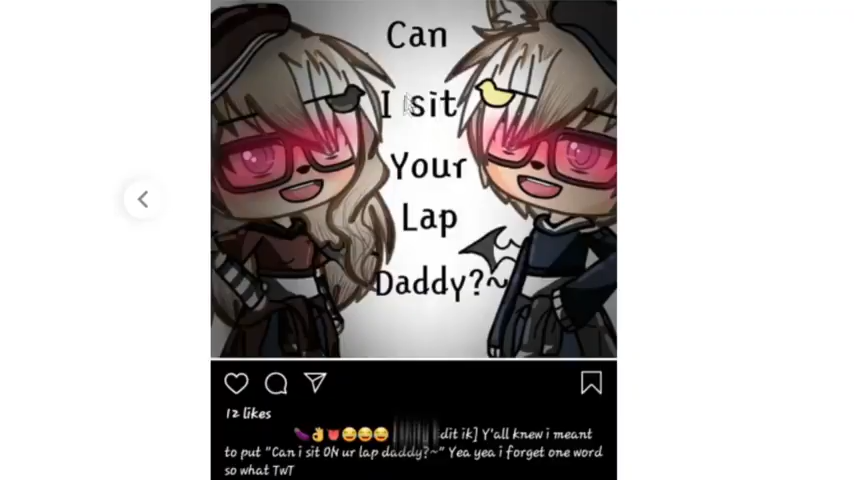 Can
I sit
Your
Lap
Daddy?~
12 likes
🍆👌👅😂😂😂 dit ik] Y'all knew i meant
to put "Can i sit ON ur lap daddy?~" Yea yea i forget one word
so what TwT